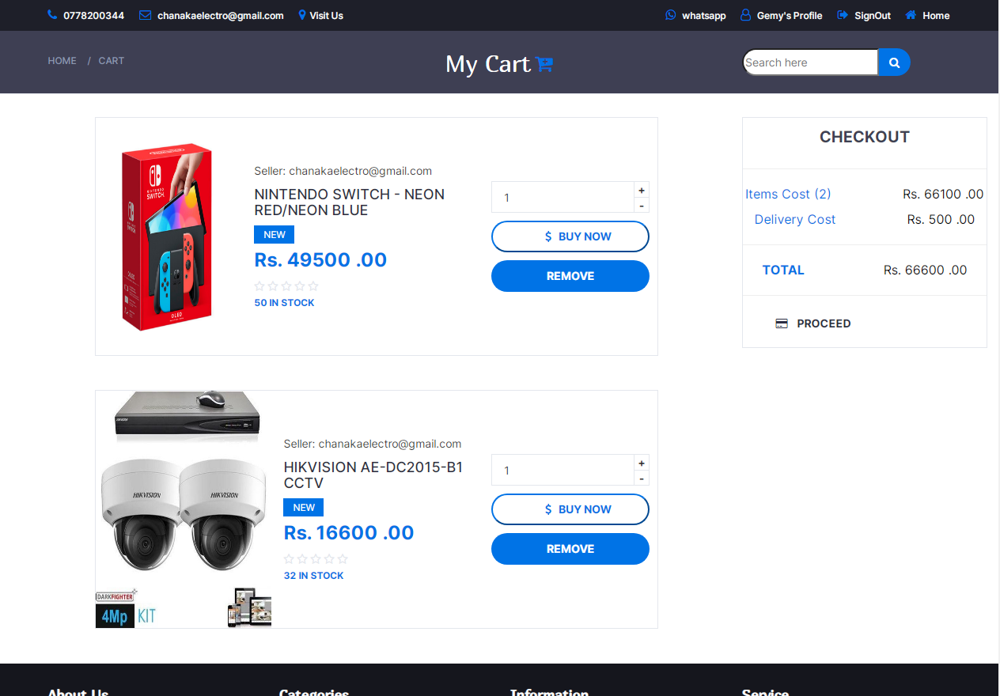 0778200344 chanakaelectro@gmail.com Visit Us whatsapp Gemy's Profile SignOut Home
HOME / CART
My Cart
Search here
Seller: chanakaelectro@gmail.com
NINTENDO SWITCH - NEON
RED/NEON BLUE
NEW
Rs. 49500 .00
50 IN STOCK
1
+
-
$ BUY NOW
REMOVE
NINTENDO
SWITCH
OLED
CHECKOUT
Items Cost (2) Rs. 66100 .00
Delivery Cost Rs. 500 .00
TOTAL Rs. 66600 .00
PROCEED
HIKVISION
HIKVISION
DARKFIGHTER
4Mp KIT
Seller: chanakaelectro@gmail.com
HIKVISION AE-DC2015-B1
CCTV
NEW
Rs. 16600 .00
32 IN STOCK
1
+
-
$ BUY NOW
REMOVE
About Us Categories Information Service